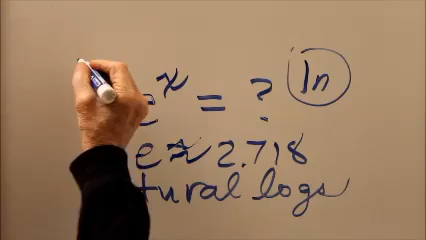 e^x = ? ln
e ≈ 2.718
tural logs